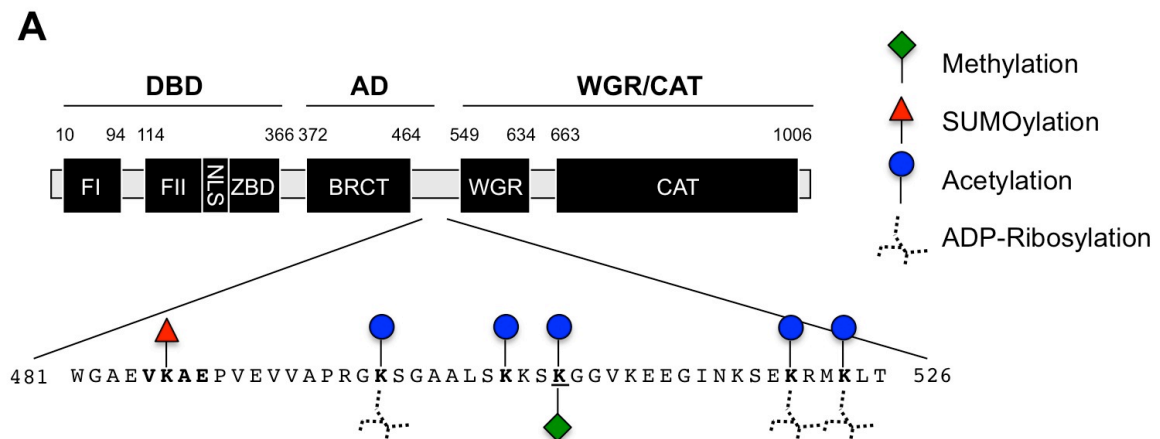 A
DBD AD WGR/CAT
10 94 114 366 372 464 549 634 663 1006
FI FII NLS ZBD BRCT WGR CAT
Methylation
SUMOylation
Acetylation
ADP-Ribosylation
481 WGAEVKAEPVEVVAPRGKSGAALSKKSKGGVKEEGINKSEKRMKLT 526